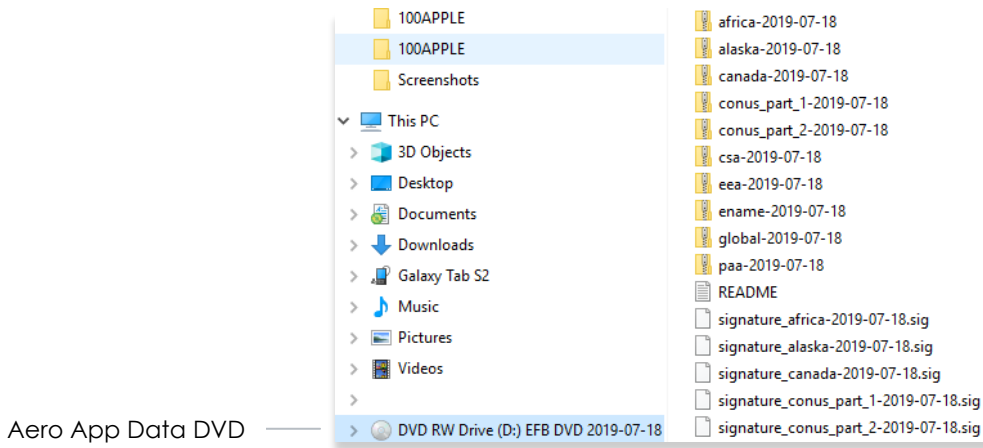 100APPLE
100APPLE
Screenshots
This PC
3D Objects
Desktop
Documents
Downloads
Galaxy Tab S2
Music
Pictures
Videos
DVD RW Drive (D:) EFB DVD 2019-07-18
Aero App Data DVD
africa-2019-07-18
alaska-2019-07-18
canada-2019-07-18
conus_part_1-2019-07-18
conus_part_2-2019-07-18
csa-2019-07-18
eea-2019-07-18
ename-2019-07-18
global-2019-07-18
paa-2019-07-18
README
signature_africa-2019-07-18.sig
signature_alaska-2019-07-18.sig
signature_canada-2019-07-18.sig
signature_conus_part_1-2019-07-18.sig
signature_conus_part_2-2019-07-18.sig